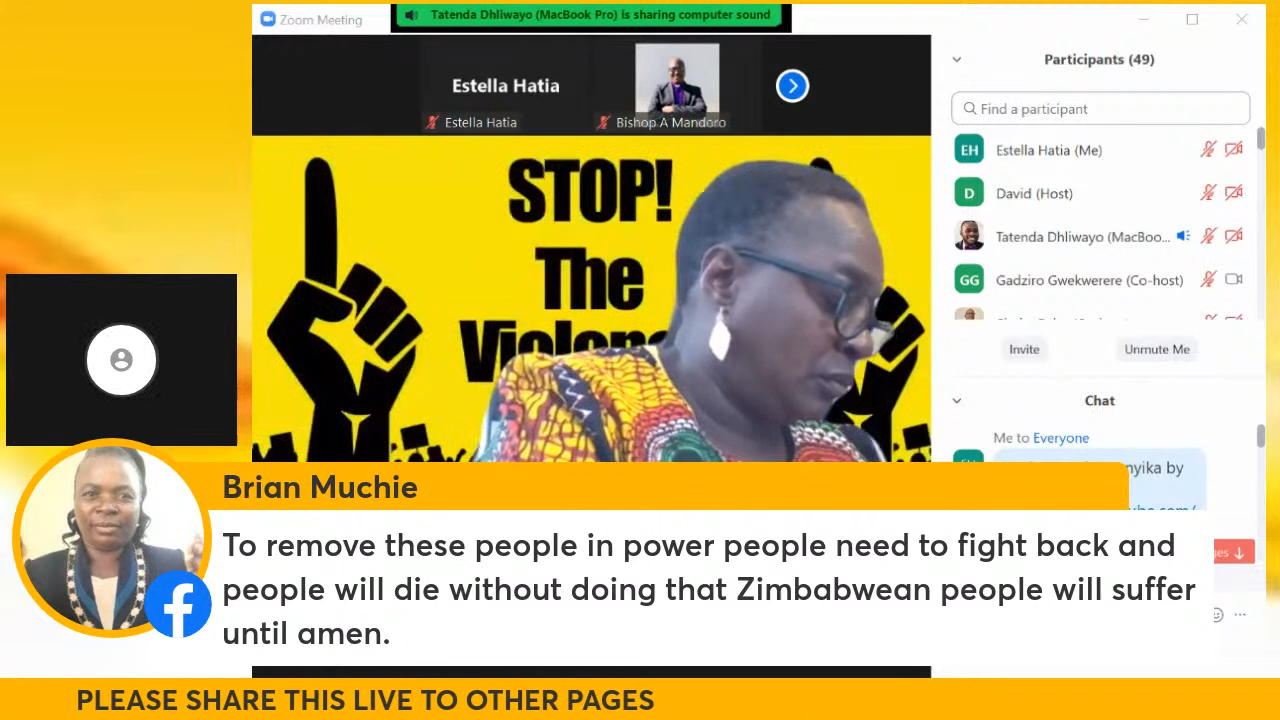 Zoom Meeting
Tatenda Dhliwayo (MacBook Pro) is sharing computer sound
Estella Hatia
Estella Hatia
Bishop A Mandoro
STOP!
The
Participants (49)
Find a participant
EH Estella Hatia (Me)
D David (Host)
Tatenda Dhliwayo (MacBoo...
GG Gadziro Gwekwerere (Co-host)
Invite
Unmute Me
Chat
Me to Everyone
nyika by
Brian Muchie
To remove these people in power people need to fight back and
people will die without doing that Zimbabwean people will suffer
until amen.
PLEASE SHARE THIS LIVE TO OTHER PAGES